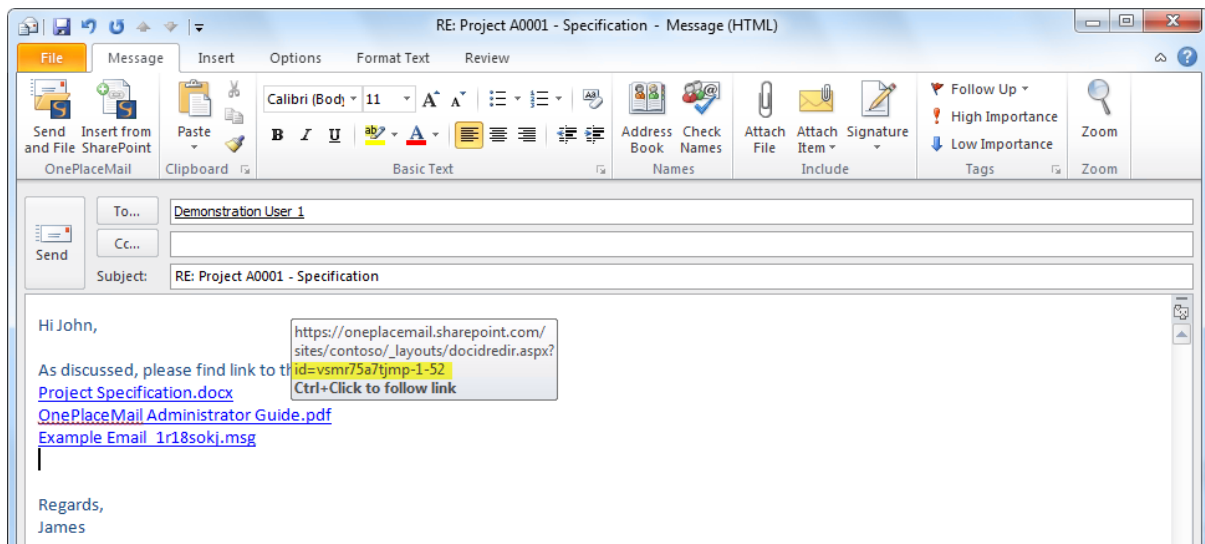 RE: Project A0001 - Specification - Message (HTML)
File Message Insert Options Format Text Review
Calibri (Body 11
Send and File
Insert from SharePoint
Paste
B I U
Address Book
Check Names
Attach File
Attach Item
Signature
Follow Up
High Importance
Low Importance
Zoom
OnePlaceMail Clipboard Basic Text Names Include Tags Zoom
Send
To... Demonstration User 1
Cc...
Subject: RE: Project A0001 - Specification
Hi John,
As discussed, please find link to th
https://oneplacemail.sharepoint.com/
sites/contoso/_layouts/docidredir.aspx?
id=vsmr75a7tjmp-1-52
Ctrl+Click to follow link
Project Specification.docx
OnePlaceMail Administrator Guide.pdf
Example Email_1r18sokj.msg
Regards,
James